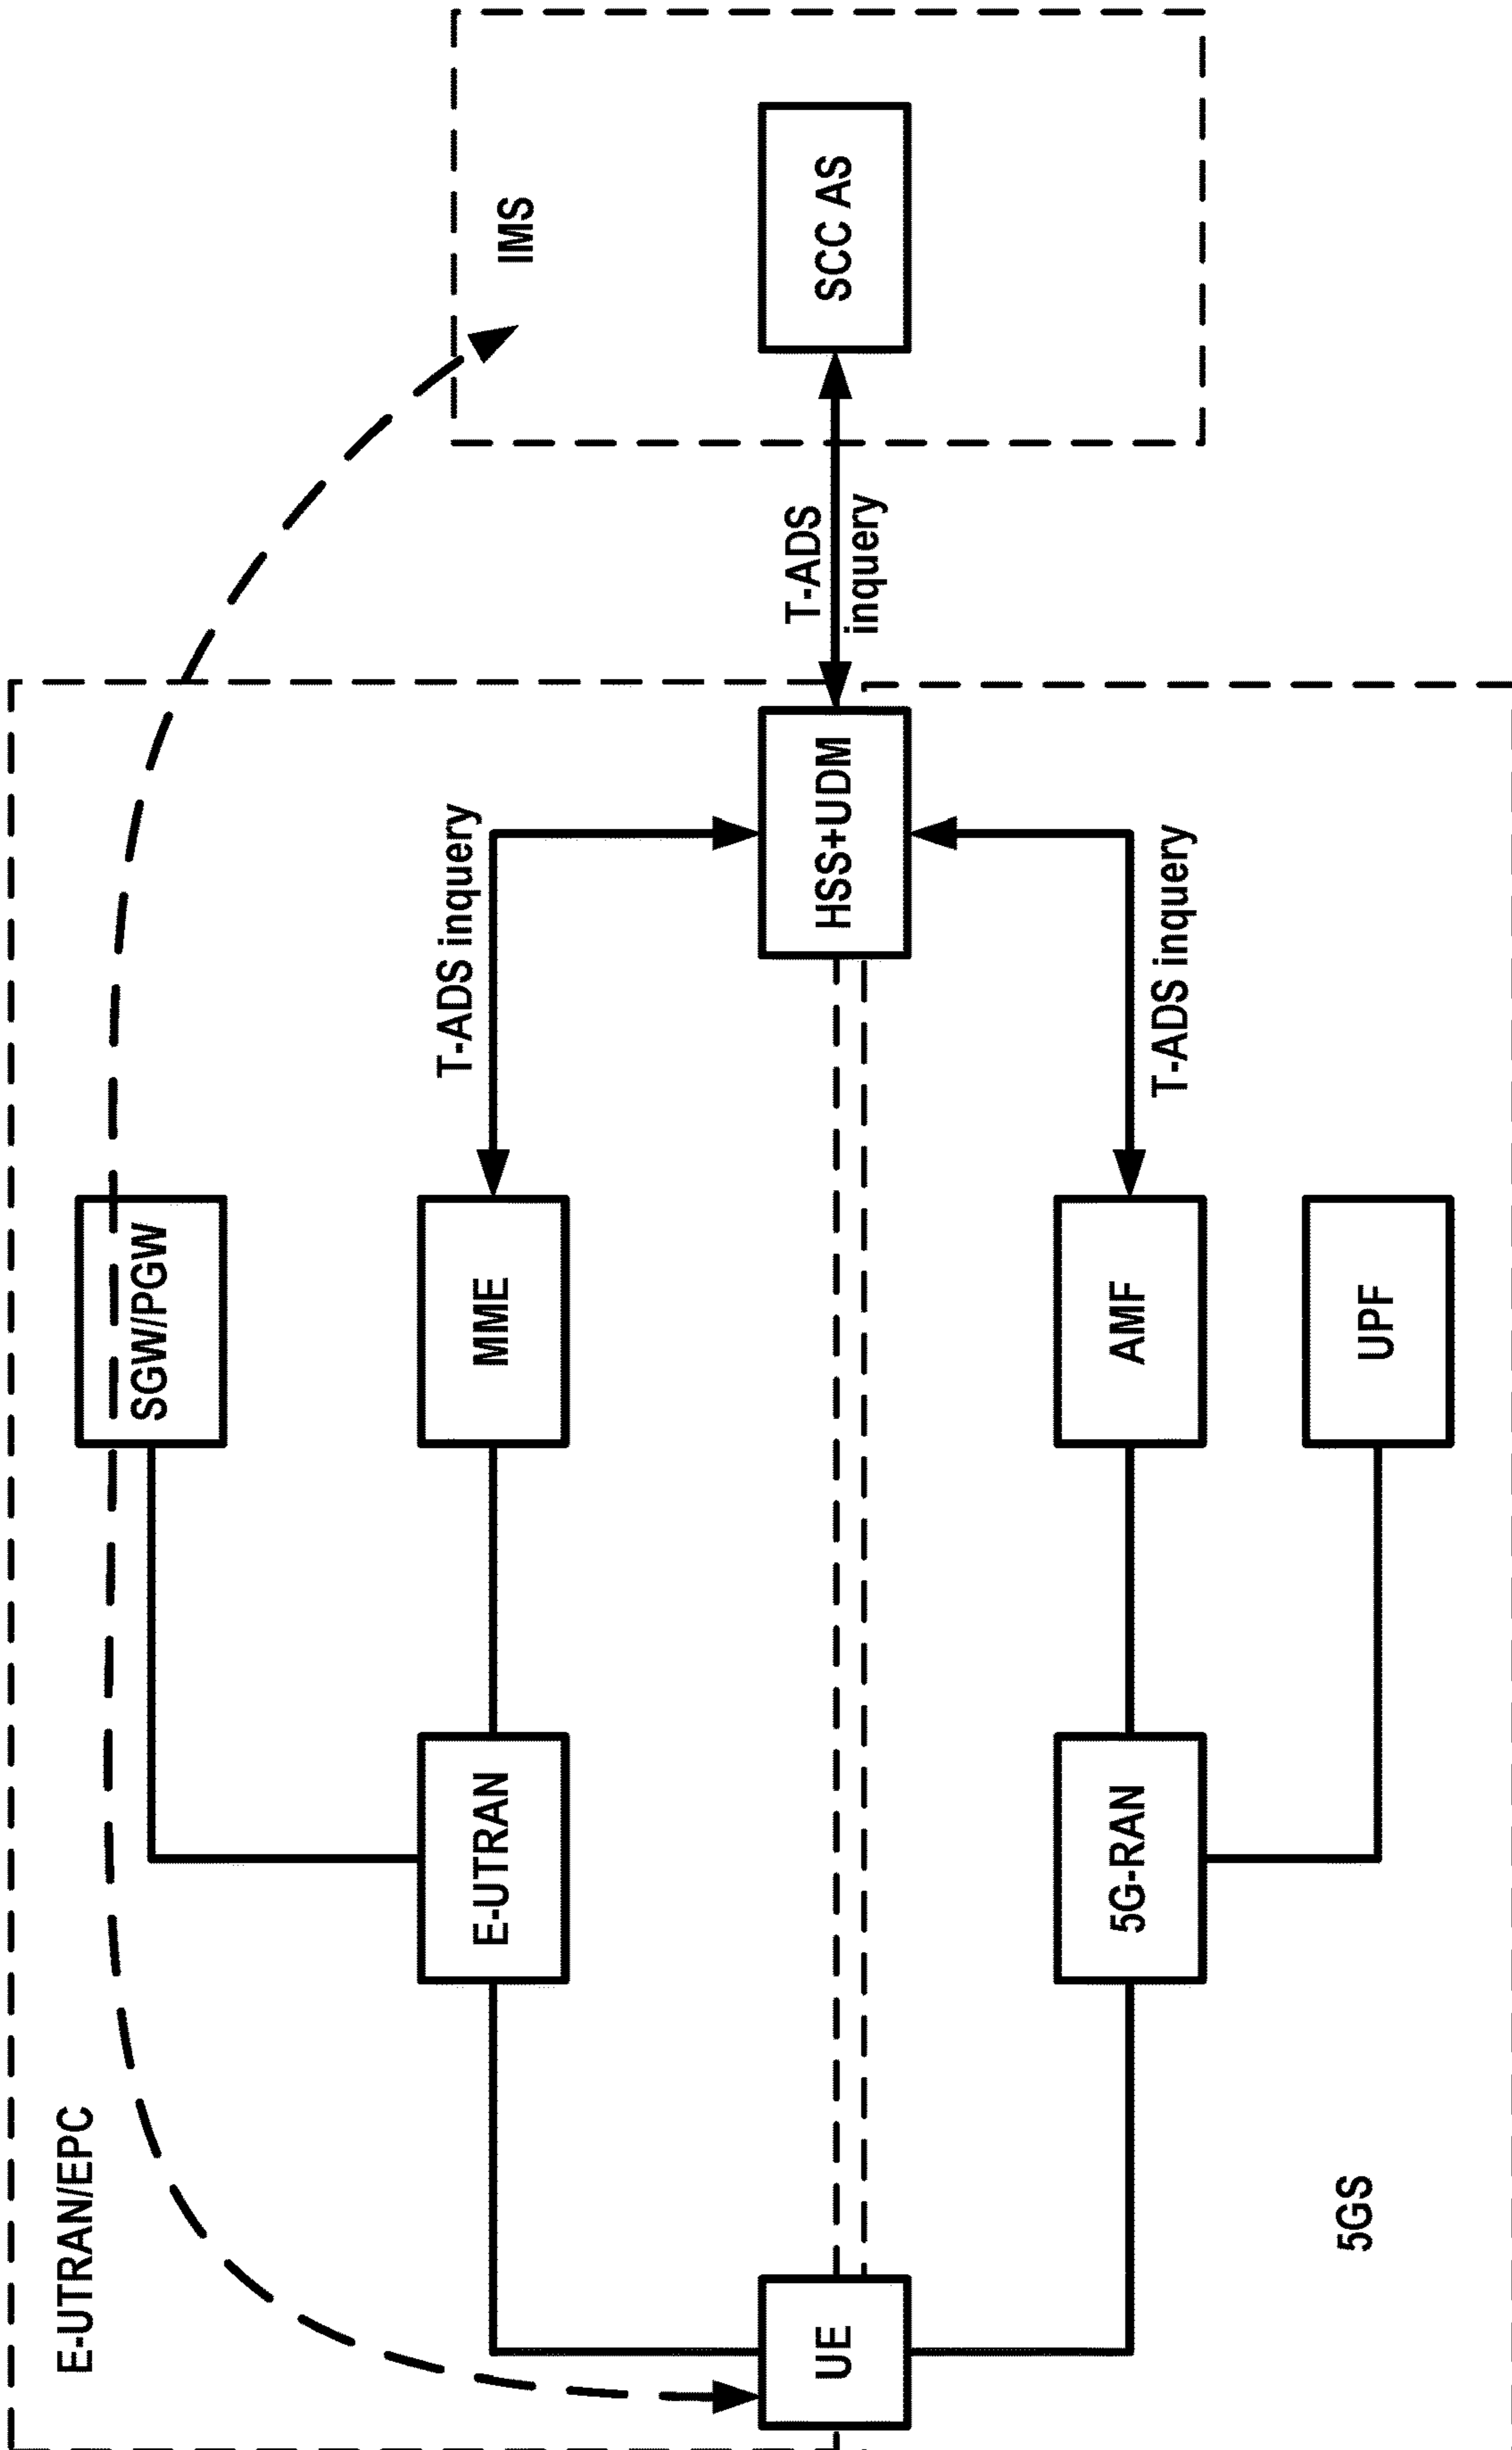 E-UTRAN/EPC
SGW/PGW
T-ADS inquery
E-UTRAN
MME
IMS
UE
HSS+UDM
T-ADS
inquery
SCC AS
5G-RAN
AMF
T-ADS inquery
5GS
UPF